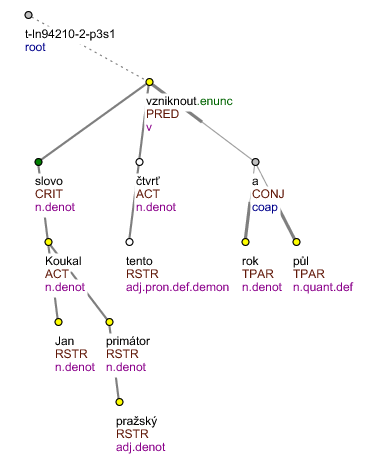 t-ln94210-2-p3s1
root
vzniknout.enunc
PRED
v
slovo
CRIT
n.denot
čtvrť
ACT
n.denot
a
CONJ
coap
Koukal
ACT
n.denot
tento
RSTR
adj.pron.def.demon
rok
TPAR
n.denot
půl
TPAR
n.quant.def
Jan
RSTR
n.denot
primátor
RSTR
n.denot
pražský
RSTR
adj.denot